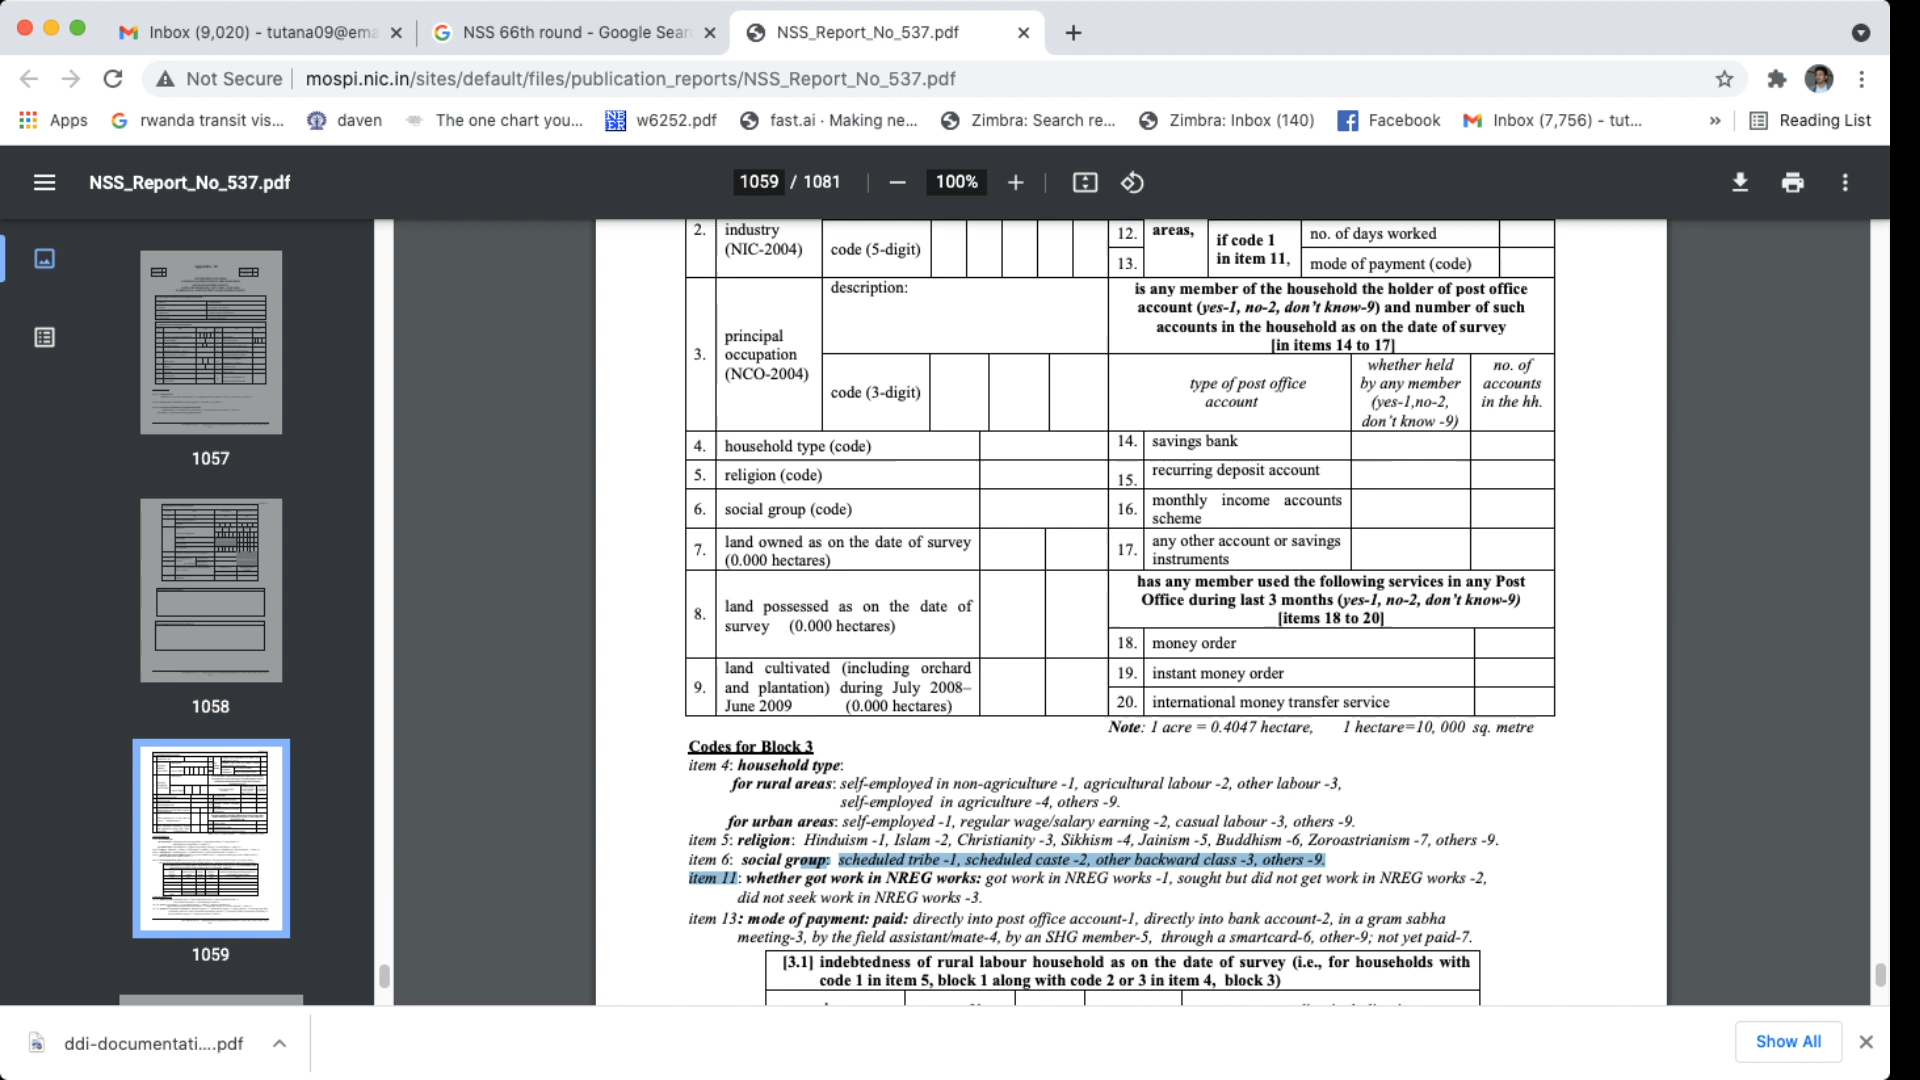 Inbox (9,020) - tutana09@ema
NSS 66th round - Google Sear
NSS_Report_No_537.pdf
Not Secure
mospi.nic.in/sites/default/files/publication_reports/NSS_Report_No_537.pdf
Apps
rwanda transit vis...
daven
The one chart you...
NBER
w6252.pdf
fast.ai · Making ne...
Zimbra: Search re...
Zimbra: Inbox (140)
Facebook
Inbox (7,756) - tut...
»
Reading List
NSS_Report_No_537.pdf
1059 / 1081
100%
1057
1058
1059
2. industry (NIC-2004)
code (5-digit)
3. principal occupation (NCO-2004)
description:
code (3-digit)
4. household type (code)
5. religion (code)
6. social group (code)
7. land owned as on the date of survey
(0.000 hectares)
8. land possessed as on the date of
survey (0.000 hectares)
9. land cultivated (including orchard
and plantation) during July 2008–
June 2009 (0.000 hectares)
12. areas, if code 1 in item 11, no. of days worked
13. mode of payment (code)
is any member of the household the holder of post office
account (yes-1, no-2, don't know-9) and number of such
accounts in the household as on the date of survey
[in items 14 to 17]
type of post office
account
whether held
by any member
(yes-1,no-2,
don't know -9)
no. of
accounts
in the hh.
14. savings bank
15. recurring deposit account
16. monthly income accounts
scheme
17. any other account or savings
instruments
has any member used the following services in any Post
Office during last 3 months (yes-1, no-2, don't know-9)
[items 18 to 20]
18. money order
19. instant money order
20. international money transfer service
Note: 1 acre = 0.4047 hectare, 1 hectare=10, 000 sq. metre
Codes for Block 3
item 4: household type:
for rural areas: self-employed in non-agriculture -1, agricultural labour -2, other labour -3,
self-employed in agriculture -4, others -9.
for urban areas: self-employed -1, regular wage/salary earning -2, casual labour -3, others -9.
item 5: religion: Hinduism -1, Islam -2, Christianity -3, Sikhism -4, Jainism -5, Buddhism -6, Zoroastrianism -7, others -9.
item 6: social group: scheduled tribe -1, scheduled caste -2, other backward class -3, others -9.
item 11: whether got work in NREG works: got work in NREG works -1, sought but did not get work in NREG works -2,
did not seek work in NREG works -3.
item 13: mode of payment: paid: directly into post office account-1, directly into bank account-2, in a gram sabha
meeting-3, by the field assistant/mate-4, by an SHG member-5, through a smartcard-6, other-9; not yet paid-7.
[3.1] indebtedness of rural labour household as on the date of survey (i.e., for households with
code 1 in item 5, block 1 along with code 2 or 3 in item 4, block 3)
ddi-documentati....pdf
Show All